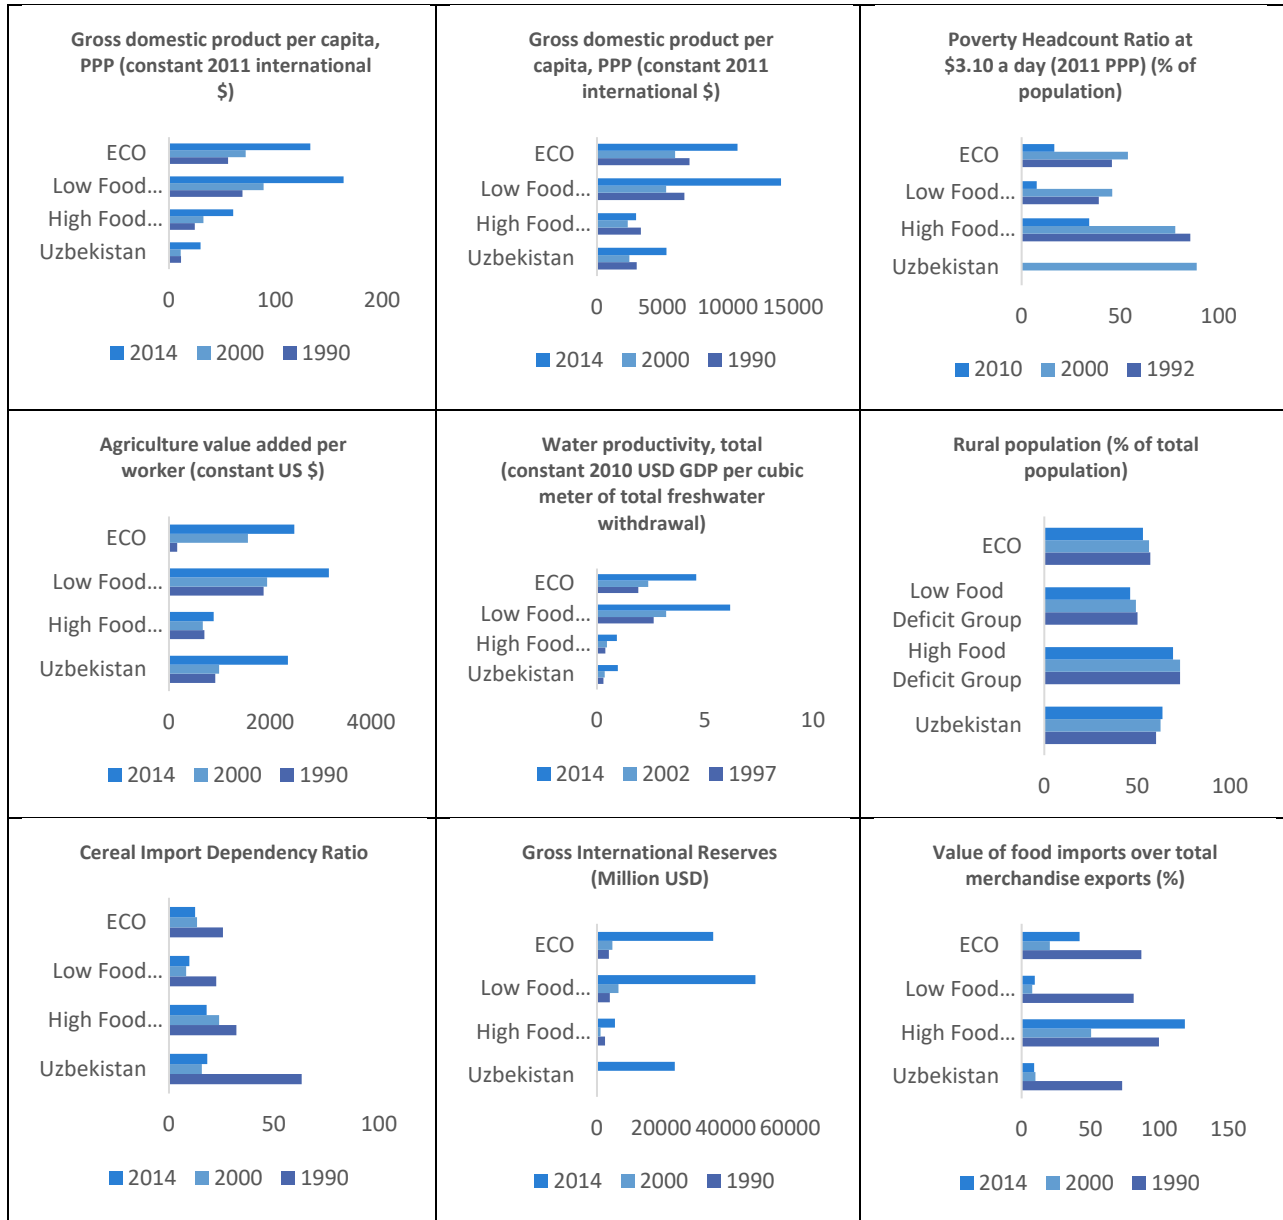 Gross domestic product per capita,
PPP (constant 2011 international
$)
ECO
Low Food...
High Food...
Uzbekistan
0 100 200
2014 2000 1990
Gross domestic product per
capita, PPP (constant 2011
international $)
ECO
Low Food...
High Food...
Uzbekistan
0 5000 10000 15000
2014 2000 1990
Poverty Headcount Ratio at
$3.10 a day (2011 PPP) (% of
population)
ECO
Low Food...
High Food...
Uzbekistan
0 50 100
2010 2000 1992
Agriculture value added per
worker (constant US $)
ECO
Low Food...
High Food...
Uzbekistan
0 2000 4000
2014 2000 1990
Water productivity, total
(constant 2010 USD GDP per cubic
meter of total freshwater
withdrawal)
ECO
Low Food...
High Food...
Uzbekistan
0 5 10
2014 2002 1997
Rural population (% of total
population)
ECO
Low Food
Deficit Group
High Food
Deficit Group
Uzbekistan
0 50 100
2014 2000 1990
Cereal Import Dependency Ratio
ECO
Low Food...
High Food...
Uzbekistan
0 50 100
2014 2000 1990
Gross International Reserves
(Million USD)
ECO
Low Food...
High Food...
Uzbekistan
0 20000 40000 60000
2014 2000 1990
Value of food imports over total
merchandise exports (%)
ECO
Low Food...
High Food...
Uzbekistan
0 50 100 150
2014 2000 1990